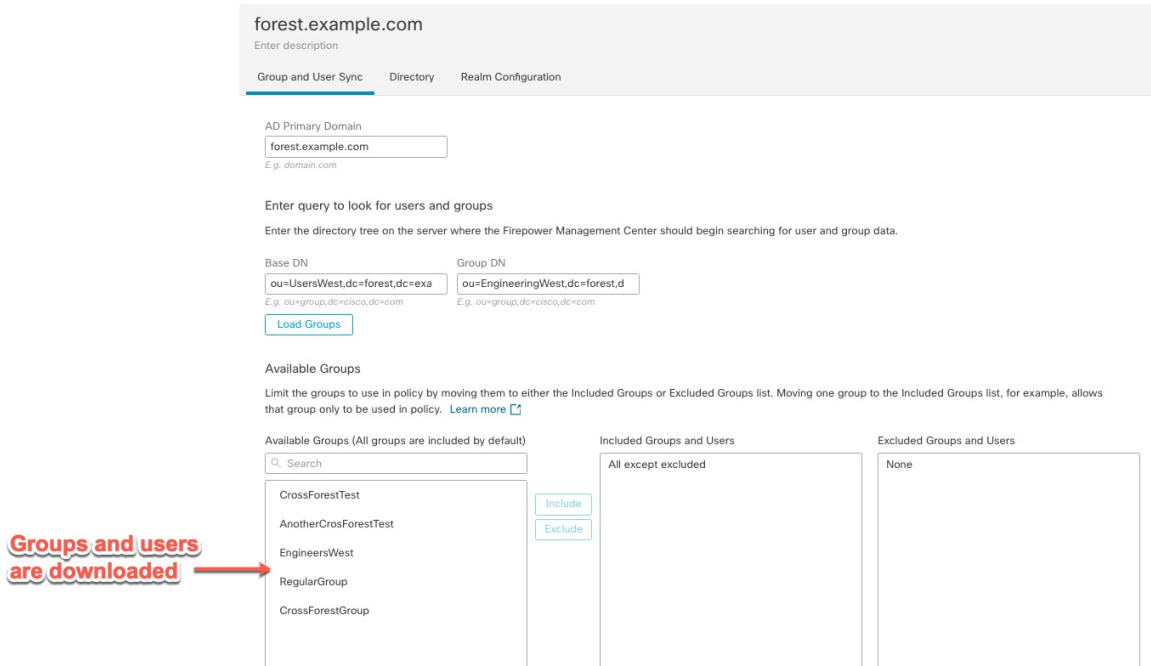 forest.example.com
Enter description
Group and User Sync Directory Realm Configuration
AD Primary Domain
forest.example.com
E.g. domain.com
Enter query to look for users and groups
Enter the directory tree on the server where the Firepower Management Center should begin searching for user and group data.
Base DN Group DN
ou=UsersWest,dc=forest,dc=exa ou=EngineeringWest,dc=forest,d
E.g. ou=group,dc=cisco,dc=com E.g. ou=group,dc=cisco,dc=com
Load Groups
Available Groups
Limit the groups to use in policy by moving them to either the Included Groups or Excluded Groups list. Moving one group to the Included Groups list, for example, allows
that group only to be used in policy. Learn more
Available Groups (All groups are included by default) Included Groups and Users Excluded Groups and Users
Search All except excluded None
CrossForestTest
Include
AnotherCrosForestTest
Exclude
EngineersWest
RegularGroup
CrossForestGroup
Groups and users
are downloaded